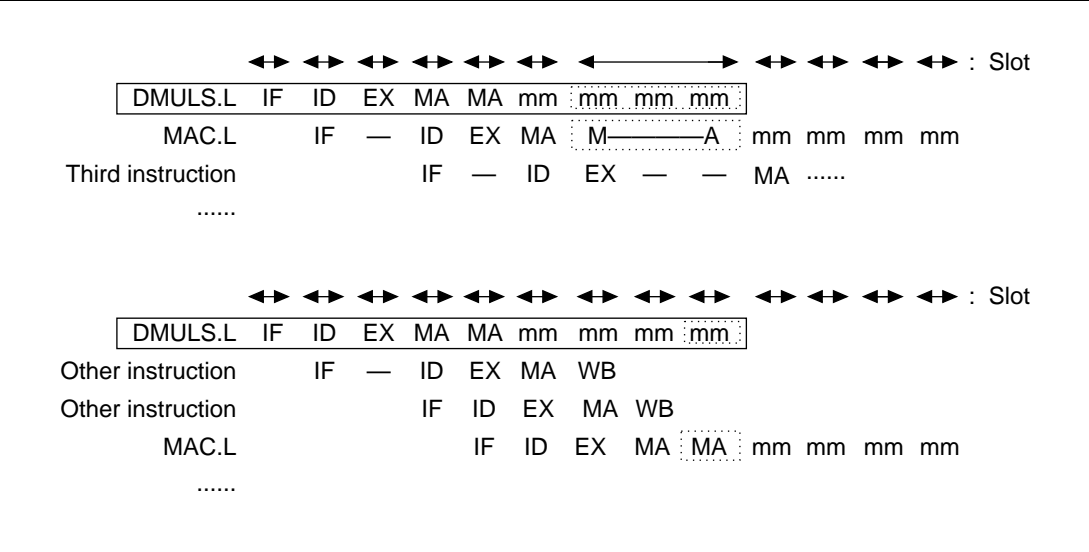 : Slot
DMULS.L IF ID EX MA MA mm mm mm mm
MAC.L IF — ID EX MA M————A mm mm mm mm
Third instruction IF — ID EX — — MA ......
......
: Slot
DMULS.L IF ID EX MA MA mm mm mm mm
Other instruction IF — ID EX MA WB
Other instruction IF ID EX MA WB
MAC.L IF ID EX MA MA mm mm mm mm
......